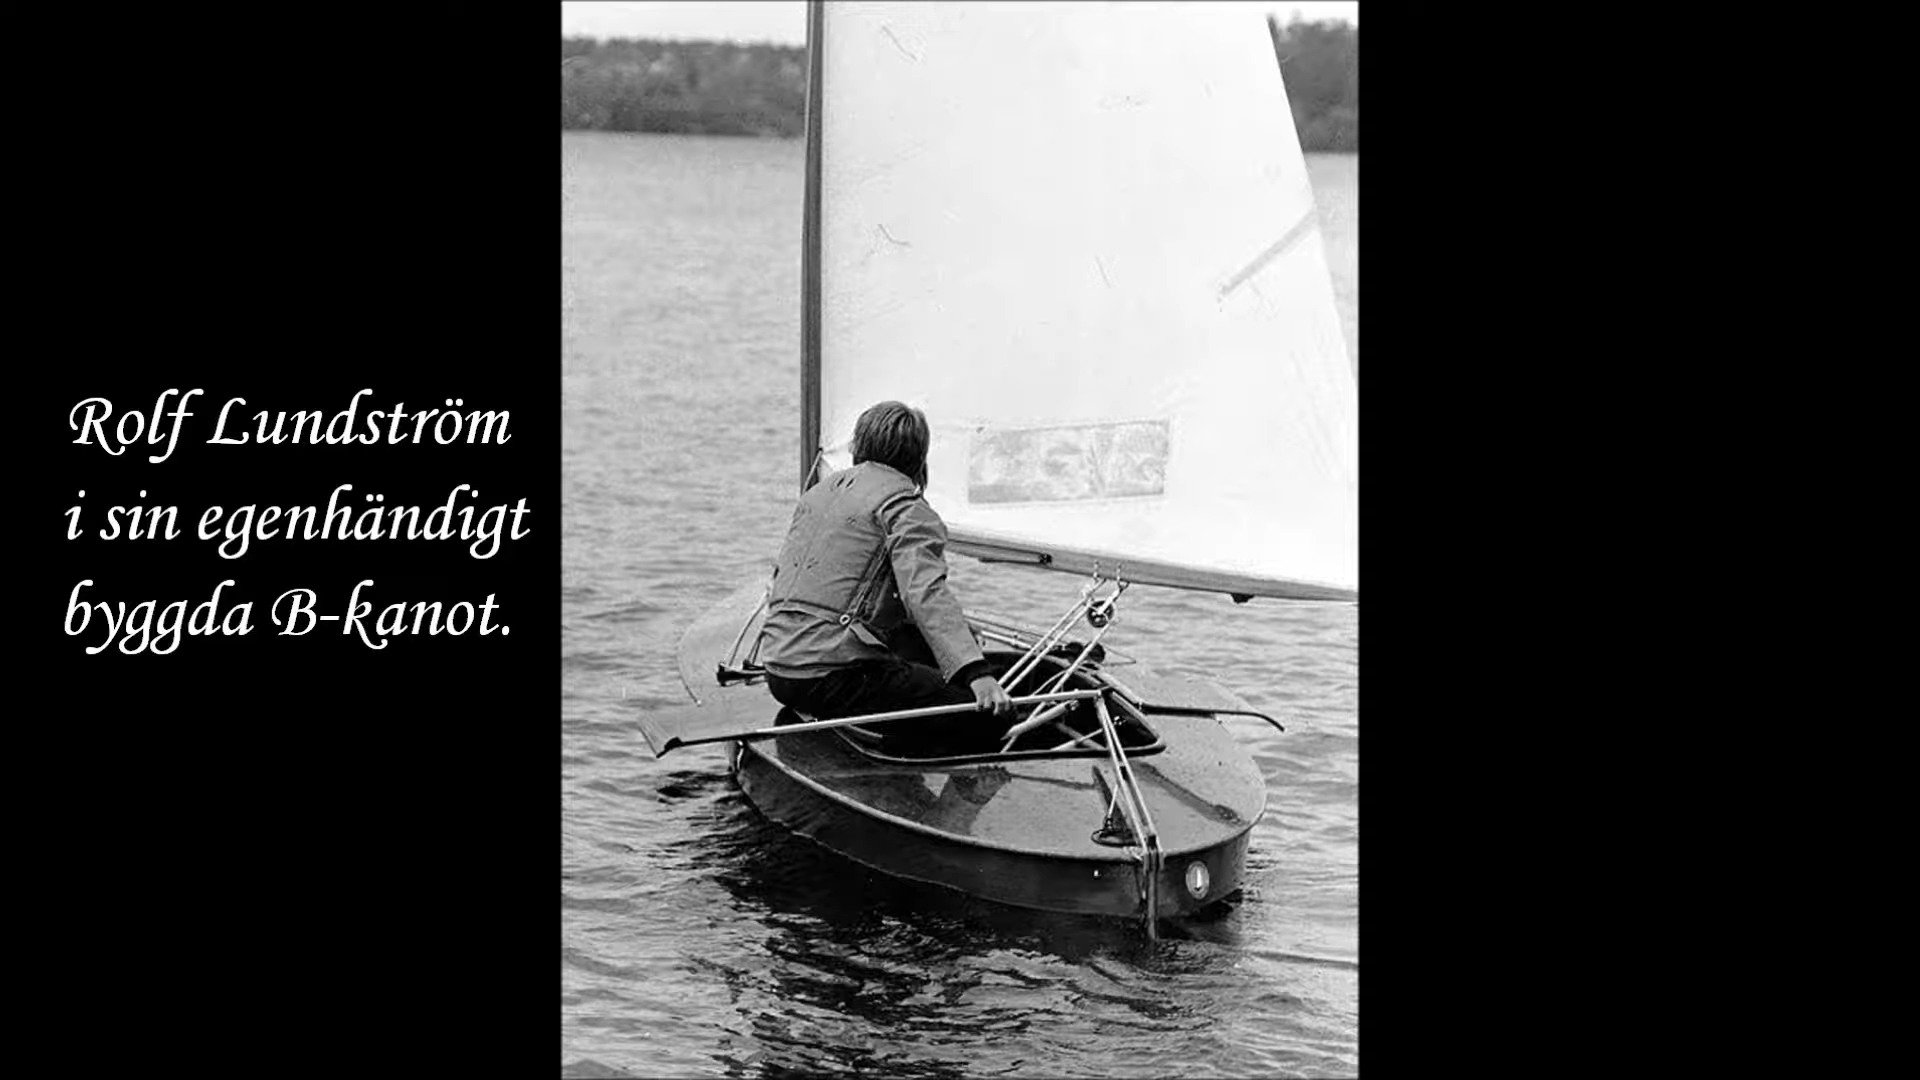 Rolf Lundström
i sin egenhändigt
byggda B-kanot.